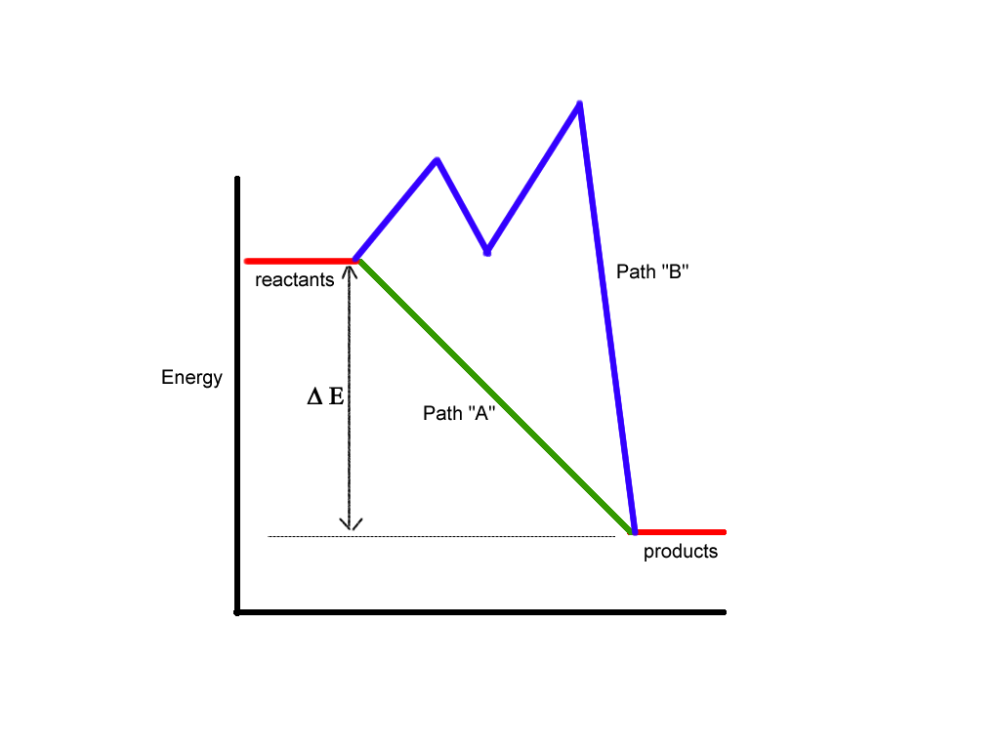 reactants
Path "B"
Energy
Δ E
Path "A"
products